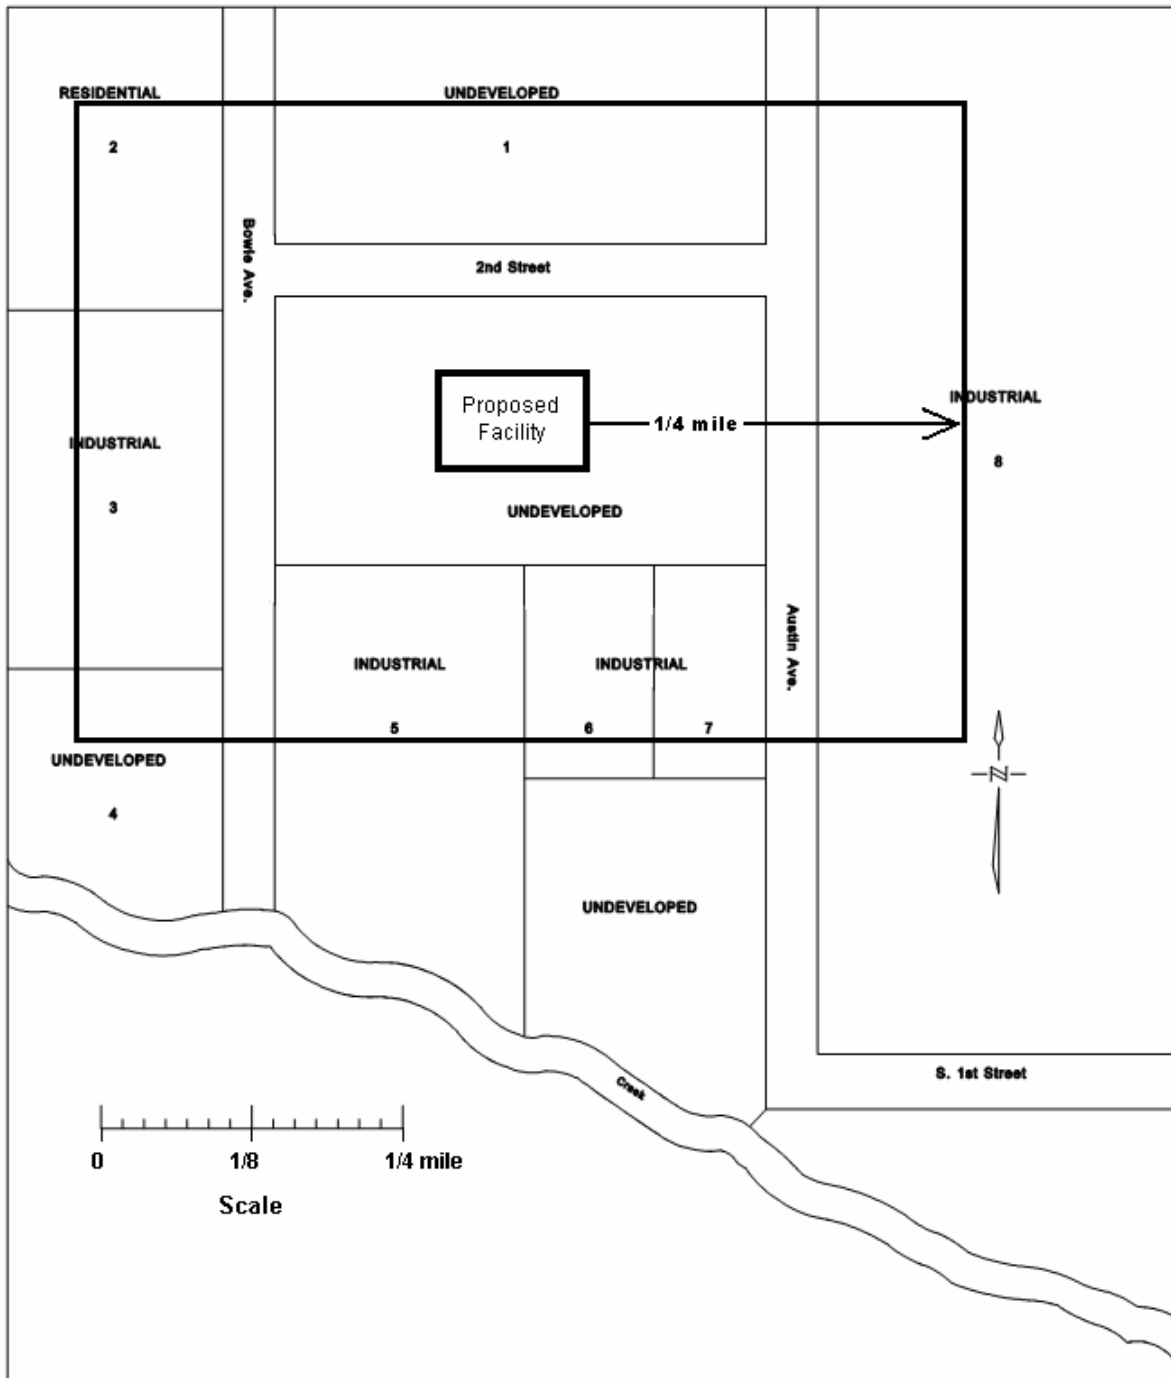 RESIDENTIAL
UNDEVELOPED
2
1
Bowie Ave.
2nd Street
Proposed
Facility
1/4 mile
INDUSTRIAL
8
INDUSTRIAL
3
UNDEVELOPED
INDUSTRIAL
INDUSTRIAL
Austin Ave.
5
6
7
UNDEVELOPED
4
N
UNDEVELOPED
Creek
S. 1st Street
0
1/8
1/4 mile
Scale